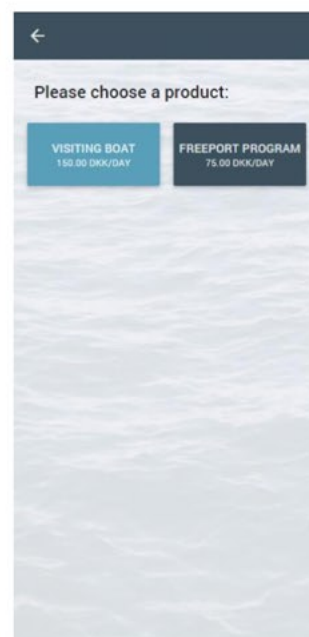 Please choose a product:
VISITING BOAT
150.00 DKK/DAY
FREEPORT PROGRAM
75.00 DKK/DAY